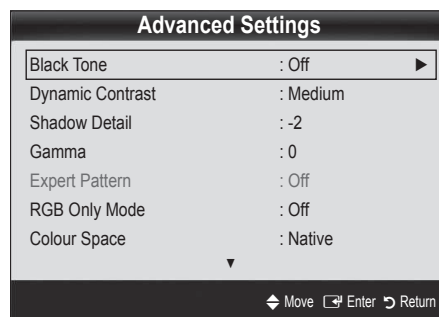 Advanced Settings
Black Tone : Off ▶
Dynamic Contrast : Medium
Shadow Detail : -2
Gamma : 0
Expert Pattern : Off
RGB Only Mode : Off
Colour Space : Native
▼
Move Enter Return